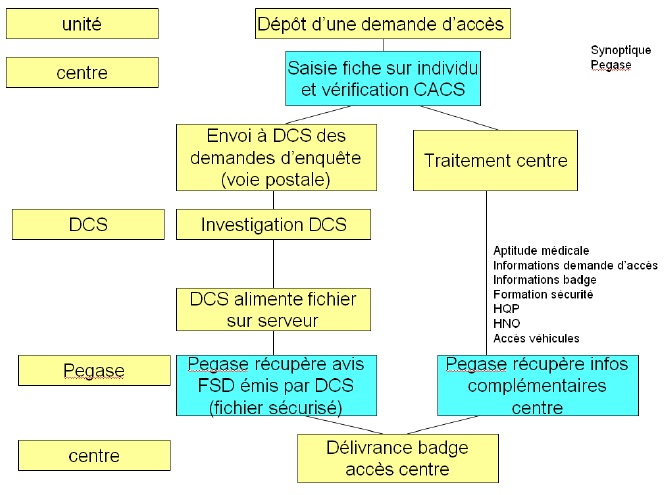 unité
Dépôt d'une demande d'accès
Synoptique
Pegase
centre
Saisie fiche sur individu
et vérification CACS
Envoi à DCS des
demandes d'enquête
(voie postale)
Traitement centre
DCS
Investigation DCS
Aptitude médicale
Informations demande d'accès
Informations badge
Formation sécurité
HQP
HNO
Accès véhicules
DCS alimente fichier
sur serveur
Pegase
Pegase récupère avis
FSD émis par DCS
(fichier sécurisé)
Pegase récupère infos
complémentaires
centre
centre
Délivrance badge
accès centre